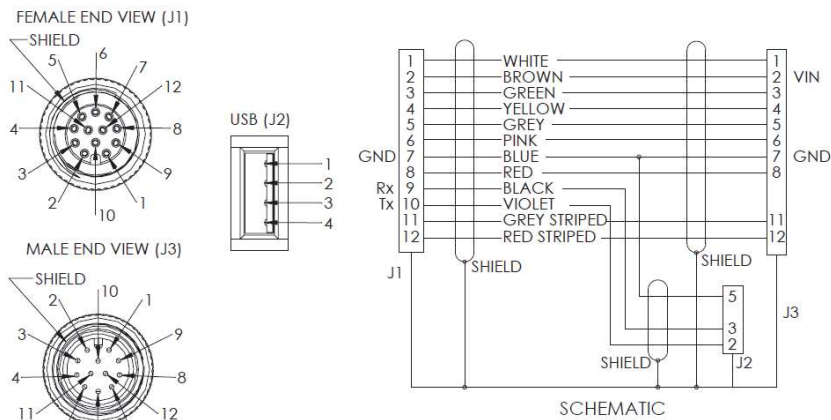 FEMALE END VIEW (J1)
SHIELD
6
5
7
11
12
4
8
3
9
2
1
10
USB (J2)
1
2
3
4
MALE END VIEW (J3)
SHIELD
10
2
1
3
9
4
8
11
12
1 WHITE 1
2 BROWN 2 VIN
3 GREEN 3
4 YELLOW 4
5 GREY 5
6 PINK 6
GND 7 BLUE 7 GND
8 RED 8
Rx 9 BLACK
Tx 10 VIOLET
11 GREY STRIPED 11
12 RED STRIPED 12
J1 SHIELD SHIELD
J3
5
3
2
SHIELD J2
SCHEMATIC